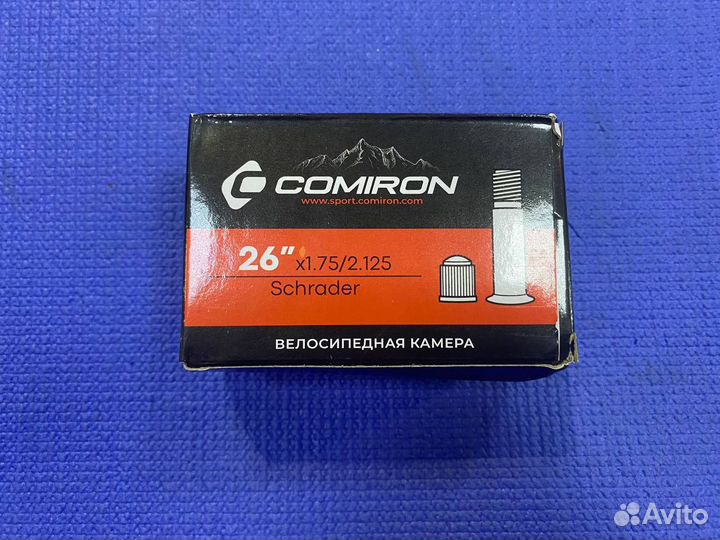 COMIRON
www.sport.comiron.com
26" x1.75/2.125
Schrader
ВЕЛОСИПЕДНАЯ КАМЕРА
Avito